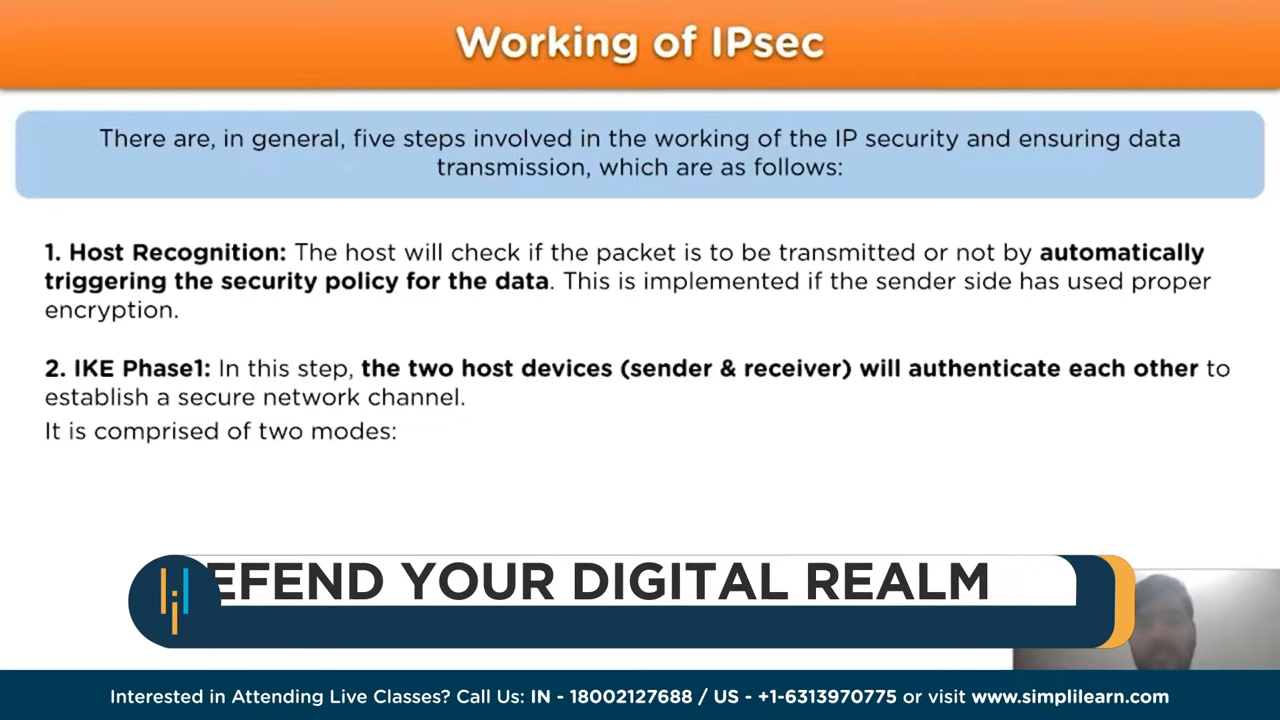 Working of IPsec
There are, in general, five steps involved in the working of the IP security and ensuring data
transmission, which are as follows:
1. Host Recognition: The host will check if the packet is to be transmitted or not by automatically
triggering the security policy for the data. This is implemented if the sender side has used proper
encryption.
2. IKE Phase1: In this step, the two host devices (sender & receiver) will authenticate each other to
establish a secure network channel.
It is comprised of two modes:
EFEND YOUR DIGITAL REALM
Interested in Attending Live Classes? Call Us: IN - 18002127688 / US - +1-6313970775 or visit www.simplilearn.com